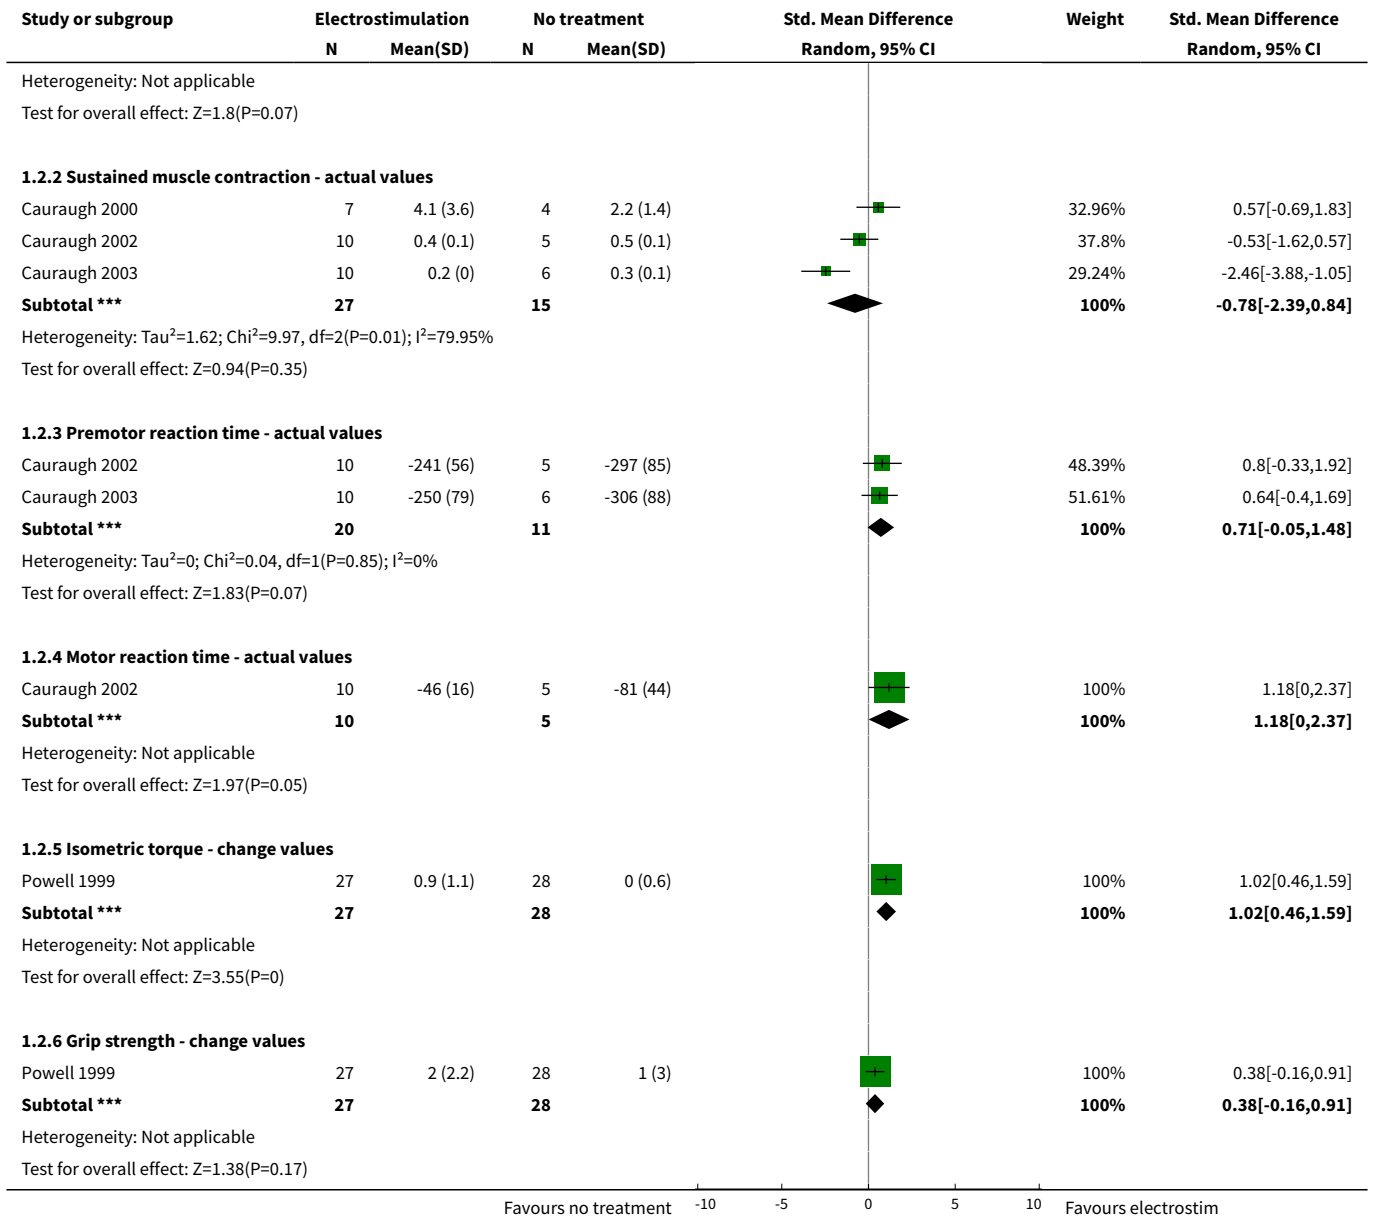 Study or subgroup Electrostimulation No treatment Std. Mean Difference Weight Std. Mean Difference
N Mean(SD) N Mean(SD) Random, 95% CI Random, 95% CI
Heterogeneity: Not applicable
Test for overall effect: Z=1.8(P=0.07)
1.2.2 Sustained muscle contraction - actual values
Cauraugh 2000 7 4.1 (3.6) 4 2.2 (1.4) 32.96% 0.57[-0.69,1.83]
Cauraugh 2002 10 0.4 (0.1) 5 0.5 (0.1) 37.8% -0.53[-1.62,0.57]
Cauraugh 2003 10 0.2 (0) 6 0.3 (0.1) 29.24% -2.46[-3.88,-1.05]
Subtotal *** 27 15 100% -0.78[-2.39,0.84]
Heterogeneity: Tau²=1.62; Chi²=9.97, df=2(P=0.01); I²=79.95%
Test for overall effect: Z=0.94(P=0.35)
1.2.3 Premotor reaction time - actual values
Cauraugh 2002 10 -241 (56) 5 -297 (85) 48.39% 0.8[-0.33,1.92]
Cauraugh 2003 10 -250 (79) 6 -306 (88) 51.61% 0.64[-0.4,1.69]
Subtotal *** 20 11 100% 0.71[-0.05,1.48]
Heterogeneity: Tau²=0; Chi²=0.04, df=1(P=0.85); I²=0%
Test for overall effect: Z=1.83(P=0.07)
1.2.4 Motor reaction time - actual values
Cauraugh 2002 10 -46 (16) 5 -81 (44) 100% 1.18[0,2.37]
Subtotal *** 10 5 100% 1.18[0,2.37]
Heterogeneity: Not applicable
Test for overall effect: Z=1.97(P=0.05)
1.2.5 Isometric torque - change values
Powell 1999 27 0.9 (1.1) 28 0 (0.6) 100% 1.02[0.46,1.59]
Subtotal *** 27 28 100% 1.02[0.46,1.59]
Heterogeneity: Not applicable
Test for overall effect: Z=3.55(P=0)
1.2.6 Grip strength - change values
Powell 1999 27 2 (2.2) 28 1 (3) 100% 0.38[-0.16,0.91]
Subtotal *** 27 28 100% 0.38[-0.16,0.91]
Heterogeneity: Not applicable
Test for overall effect: Z=1.38(P=0.17)
Favours no treatment -10 -5 0 5 10 Favours electrostim